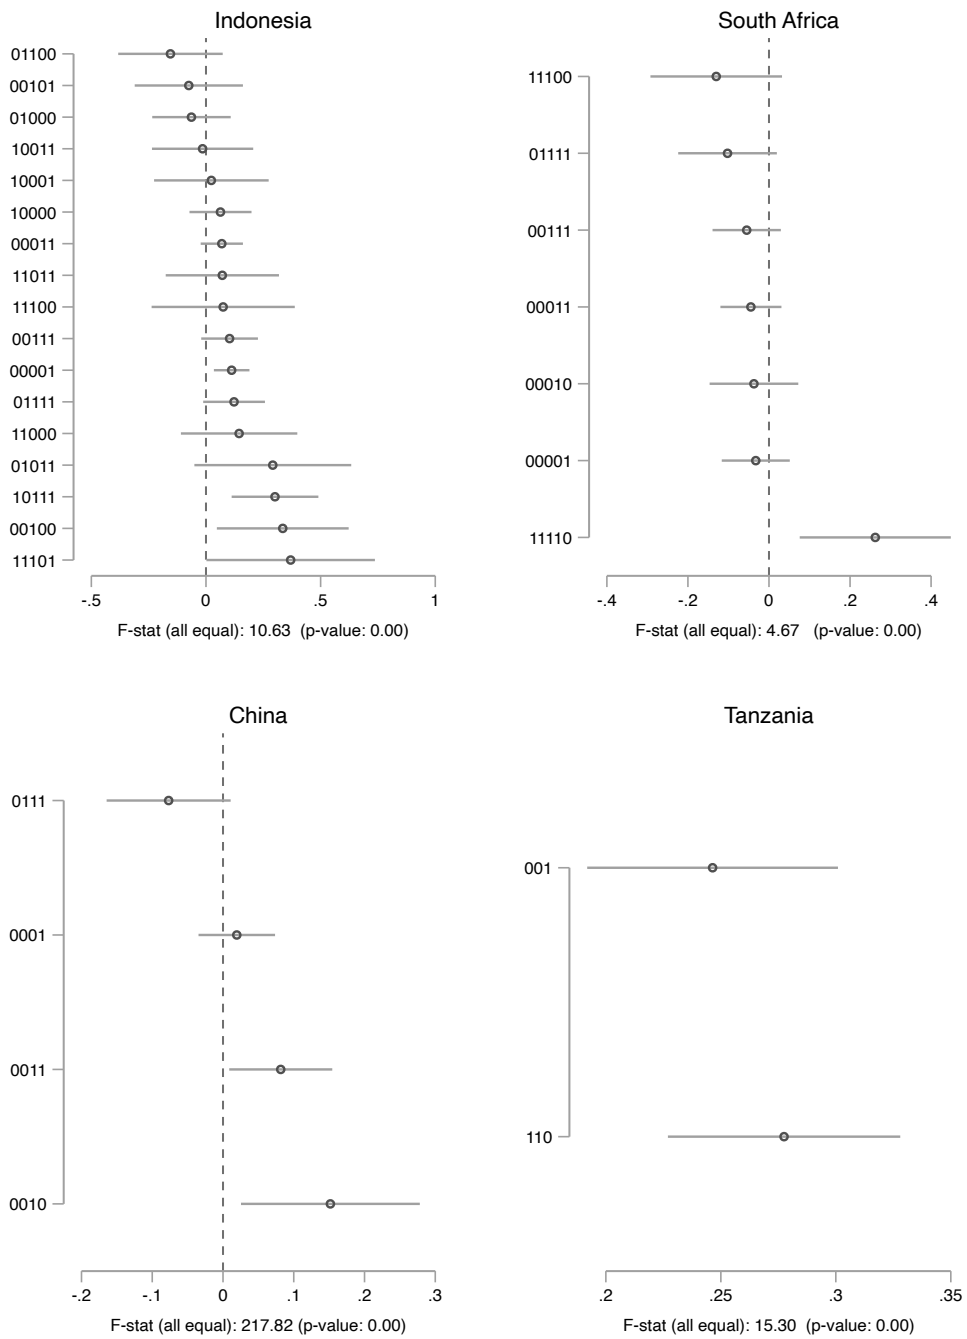 Indonesia
01100
00101
01000
10011
10001
10000
00011
11011
11100
00111
00001
01111
11000
01011
10111
00100
11101
-.5 0 .5 1
F-stat (all equal): 10.63 (p-value: 0.00)
South Africa
11100
01111
00111
00011
00010
00001
11110
-.4 -.2 0 .2 .4
F-stat (all equal): 4.67 (p-value: 0.00)
China
0111
0001
0011
0010
-.2 -.1 0 .1 .2 .3
F-stat (all equal): 217.82 (p-value: 0.00)
Tanzania
001
110
.2 .25 .3 .35
F-stat (all equal): 15.30 (p-value: 0.00)